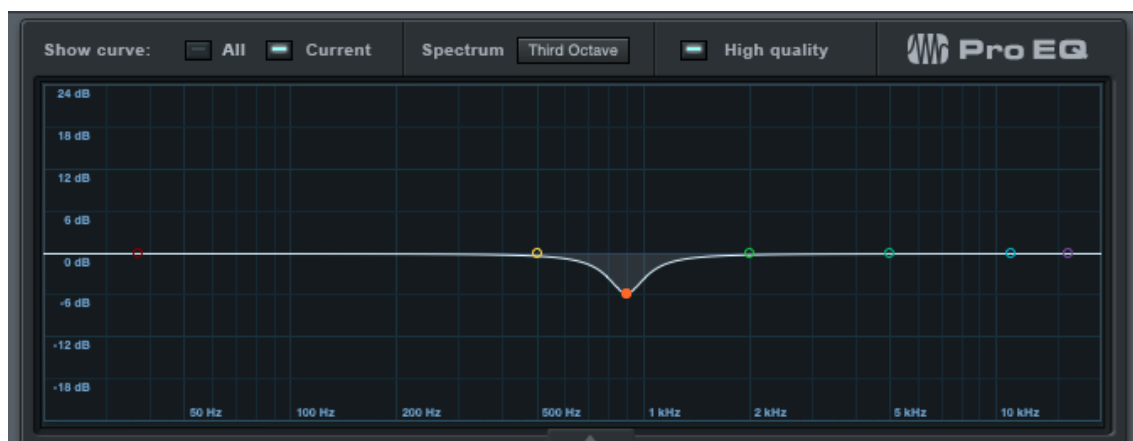 Show curve: All Current Spectrum Third Octave High quality Pro EQ
24 dB
18 dB
12 dB
6 dB
0 dB
-6 dB
-12 dB
-18 dB
50 Hz 100 Hz 200 Hz 500 Hz 1 kHz 2 kHz 5 kHz 10 kHz